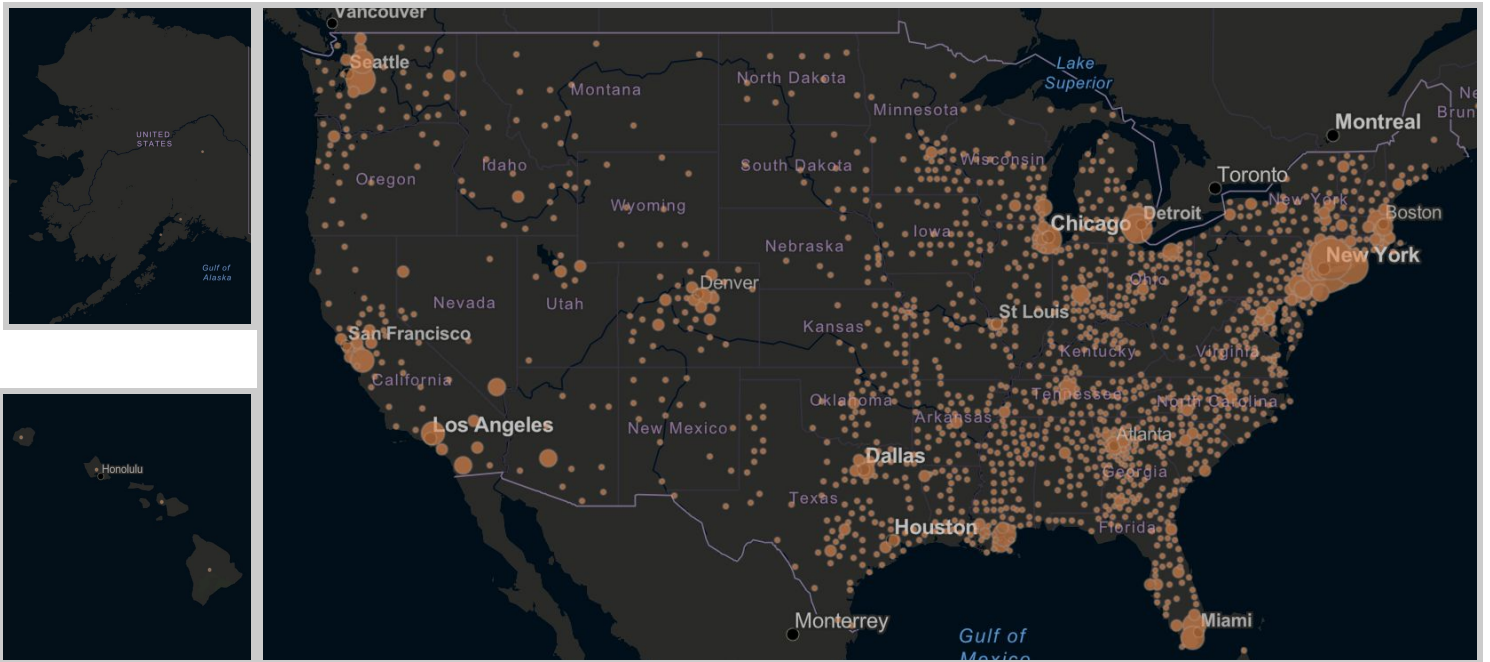 UNITED
STATES
Gulf of
Alaska
Honolulu
Vancouver
Seattle
Lake
Superior
North Dakota
Montana
Minnesota
Montreal
Idaho
South Dakota
Wisconsin
Oregon
Toronto
Wyoming
New York
Detroit
Boston
Chicago
Iowa
Nebraska
New York
Ohio
Denver
Nevada
Utah
St Louis
Kansas
San Francisco
Kentucky
Virginia
California
Tennessee
Oklahoma
North Carolina
Arkansas
Los Angeles
New Mexico
Atlanta
Dallas
Georgia
Texas
Houston
Florida
Monterrey
Miami
Gulf of
Mexico